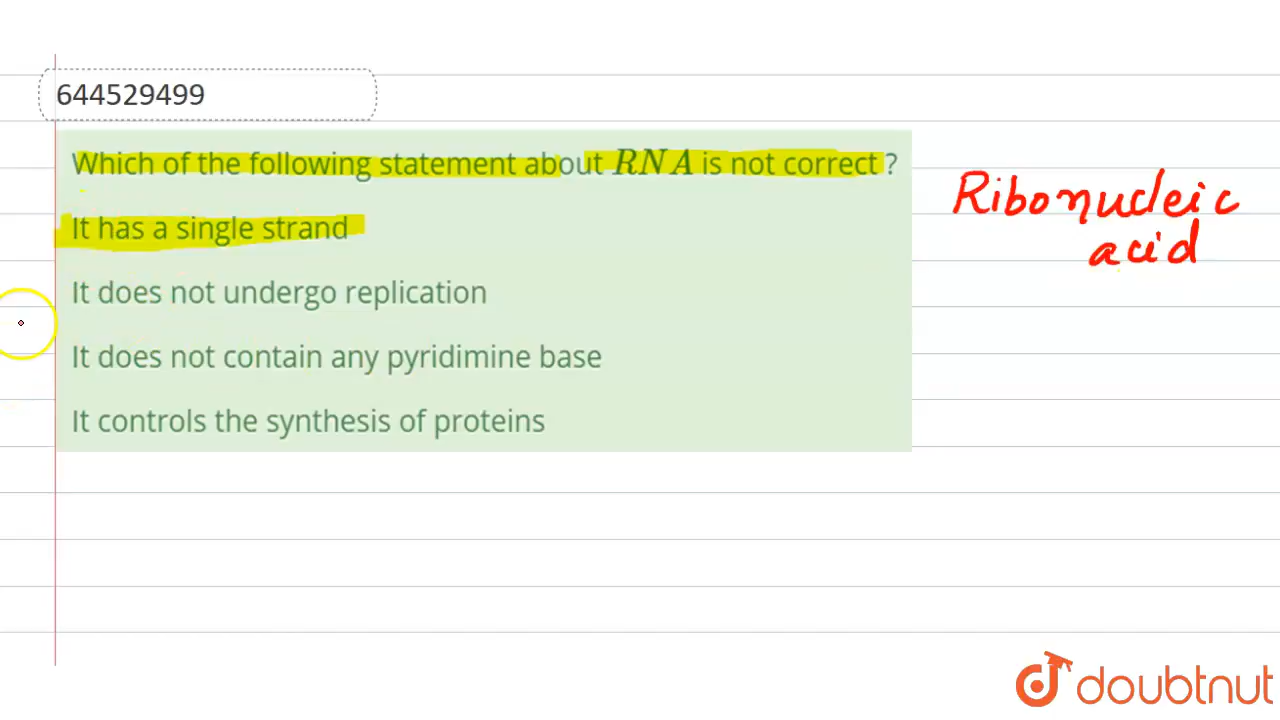 644529499
Which of the following statement about RNA is not correct ?
It has a single strand
It does not undergo replication
It does not contain any pyridimine base
It controls the synthesis of proteins
Ribonucleic
acid
doubtnut